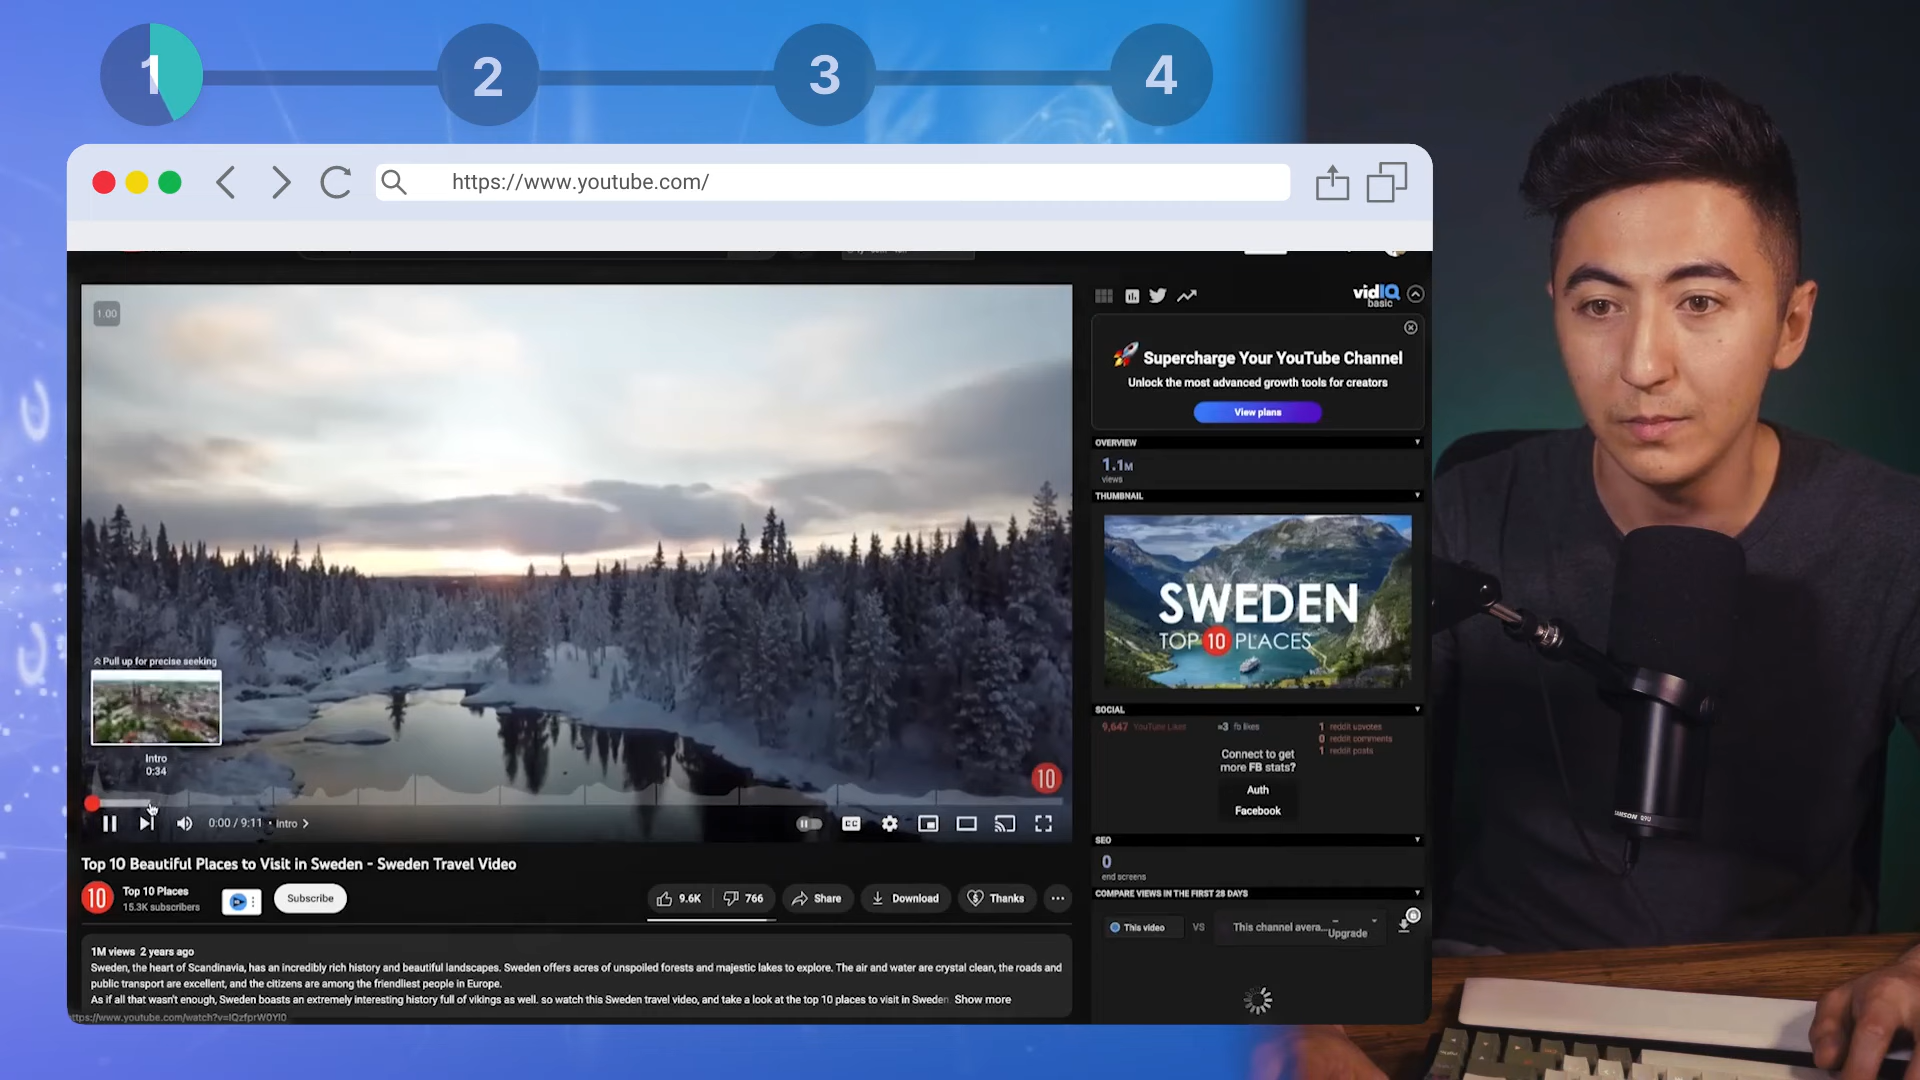 1
2
3
4
https://www.youtube.com/
1.00
vidIQ
basic
Supercharge Your YouTube Channel
Unlock the most advanced growth tools for creators
View plans
OVERVIEW
1.1M
views
THUMBNAIL
SWEDEN
TOP 10 PLACES
Pull up for precise seeking
Intro
0:34
10
0:00 / 9:11 • Intro
CC
SOCIAL
9,647 YouTube Likes
≈3 fb likes
1 reddit upvotes
0 reddit comments
1 reddit posts
Connect to get
more FB stats?
Auth
Facebook
SEO
0
end screens
COMPARE VIEWS IN THE FIRST 28 DAYS
This video VS This channel avera...
Upgrade
Top 10 Beautiful Places to Visit in Sweden - Sweden Travel Video
10
Top 10 Places
15.3K subscribers
Subscribe
9.6K
766
Share
Download
Thanks
1M views 2 years ago
Sweden, the heart of Scandinavia, has an incredibly rich history and beautiful landscapes. Sweden offers acres of unspoiled forests and majestic lakes to explore. The air and water are crystal clean, the roads and
public transport are excellent, and the citizens are among the friendliest people in Europe.
As if all that wasn't enough, Sweden boasts an extremely interesting history full of vikings as well. so watch this Sweden travel video, and take a look at the top 10 places to visit in Sweden Show more
SAMSON Q9U